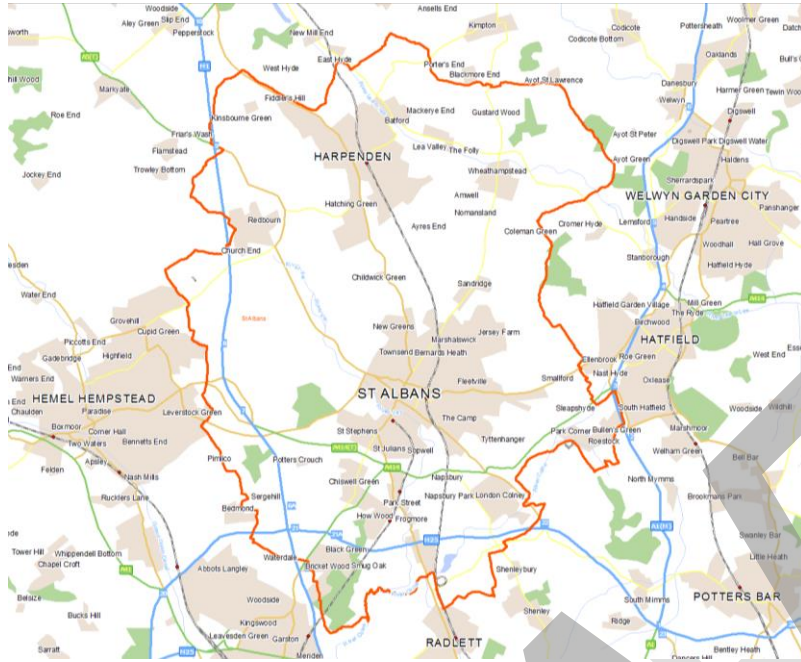 Woodside
Slip End
Aley Green
Pepperstock
New Mill End
Ansells End
Kimpton
Codicote
Codicote Bottom
Pottersheath
Woolmer Green
Oaklands
M1
West Hyde
East Hyde
Porter's End
Blackmore End
Ayot St Lawrence
Danesbury
Welwyn
Harmer Green
Tewin Woo
Digswell
Markyate
Fiddler's Hill
Kinsbourne Green
Mackerye End
Batford
Gustard Wood
Roe End
Friar's Wash
Flamstead
Trowley Bottom
HARPENDEN
Lea Valley
The Folly
Wheathampstead
Ayot St Peter
Ayot Green
Digswell Park
Digswell Water
Haldens
Sherrardspark
Jockey End
Hatching Green
Amwell
Nomansland
WELWYN GARDEN CITY
Panshanger
Redbourn
Ayres End
Coleman Green
Cromer Hyde
Lemsford
Handside
Peartree
Church End
Stanborough
Woodhall
Hall Grove
Hatfield Hyde
Childwick Green
Sandridge
Water End
Grovehill
Cupid Green
Piccotts End
Highfield
Gadebridge
Warners End
St Albans
New Greens
Townsend
Marshalswick
Bernards Heath
Jersey Farm
Hatfield Garden Village
Mill Green
The Ryde
Birchwood
HATFIELD
Ellenbrook
Roe Green
Nast Hyde
West End
HEMEL HEMPSTEAD
Chaulden
Paradise
Boxmoor
Corner Hall
Two Waters
Leverstock Green
Bennetts End
Felden
Apsley
Nash Mills
Rucklers Lane
ST ALBANS
Fleetville
Smallford
Oxlease
Sleapshyde
South Hatfield
Woodside
Wildhill
St Stephens
The Camp
Park Corner
Bullen's Green
Roestock
Marshmoor
Pimlico
Potters Crouch
St Julians
Sopwell
Tyttenhanger
Welham Green
Bell Bar
Chiswell Green
Napsbury
Napsbury Park
London Colney
North Mymms
Brookmans Park
Sergehill
Bedmond
Park Street
How Wood
Frogmore
M25
A1(M)
Swanley Bar
Little Heath
Tower Hill
Whippendell Bottom
Chapel Croft
Waterdale
Black Green
Bricket Wood
Smug Oak
Abbots Langley
Shenleybury
Belsize
Bucks Hill
Woodside
Kingswood
Leavesden Green
Garston
Meriden
Sarratt
M25
RADLETT
Shenley
South Mimms
Ridge
POTTERS BAR
Bentley Heath